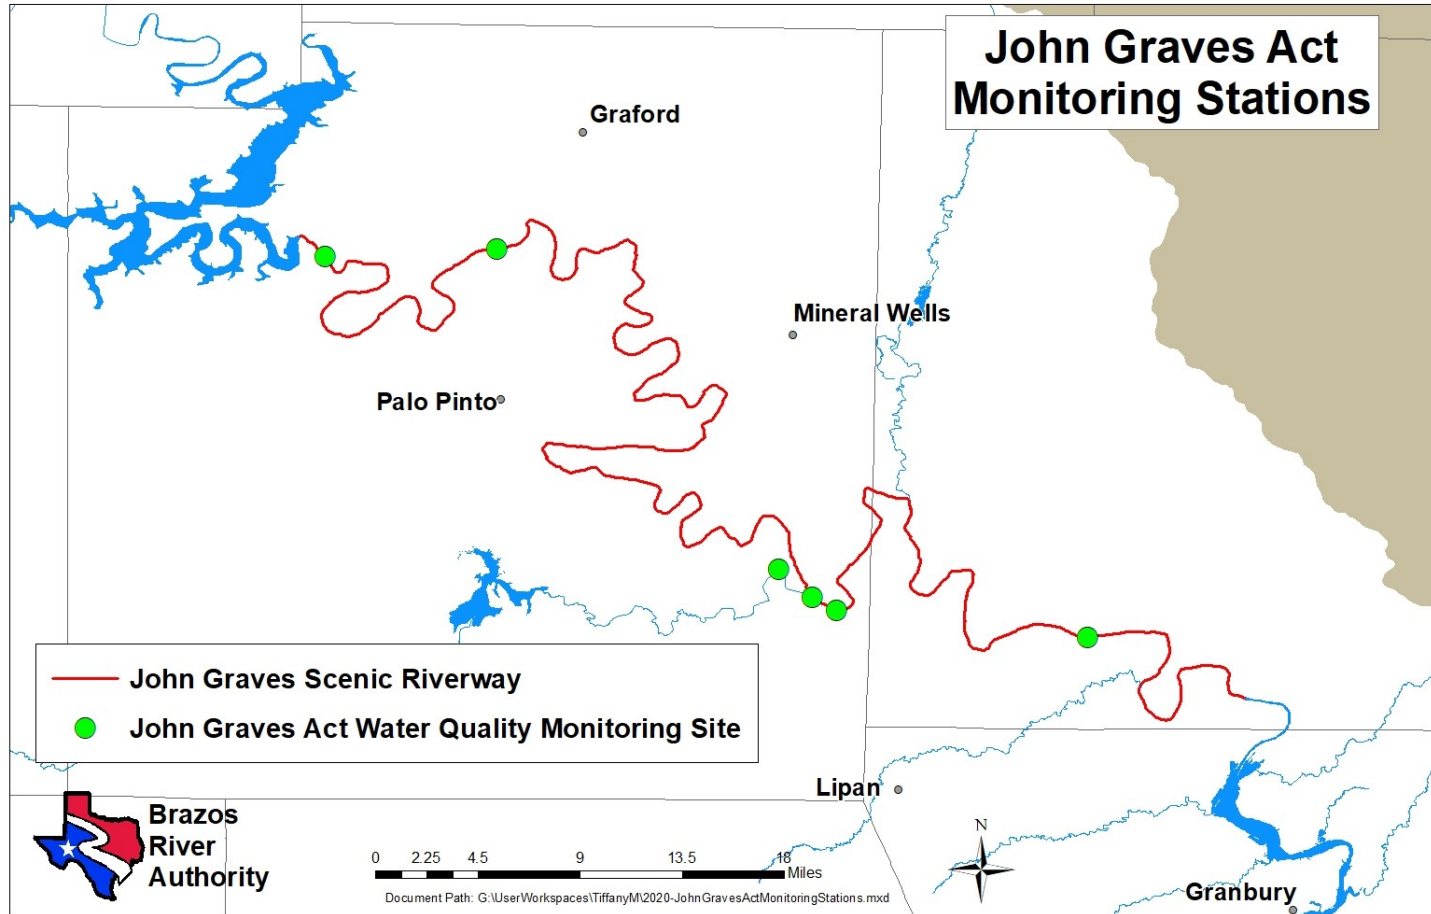 John Graves Act
Monitoring Stations
Graford
Mineral Wells
Palo Pinto
John Graves Scenic Riverway
John Graves Act Water Quality Monitoring Site
Lipan
Brazos
River
Authority
0 2.25 4.5 9 13.5 18
Miles
N
Document Path: G:\UserWorkspaces\TiffanyM\2020-JohnGravesActMonitoringStations.mxd
Granbury